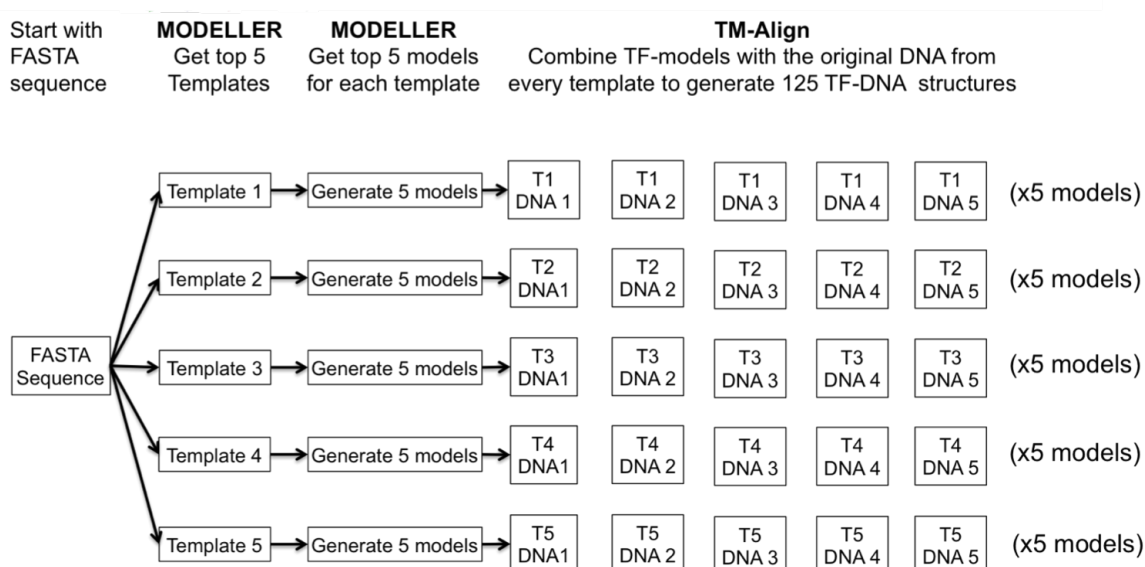 Start with
FASTA
sequence
MODELLER
Get top 5
Templates
MODELLER
Get top 5 models
for each template
TM-Align
Combine TF-models with the original DNA from
every template to generate 125 TF-DNA structures
FASTA
Sequence
Template 1
Generate 5 models
T1
DNA 1
T1
DNA 2
T1
DNA 3
T1
DNA 4
T1
DNA 5
(x5 models)
Template 2
Generate 5 models
T2
DNA1
T2
DNA 2
T2
DNA 3
T2
DNA 4
T2
DNA 5
(x5 models)
Template 3
Generate 5 models
T3
DNA1
T3
DNA 2
T3
DNA 3
T3
DNA 4
T3
DNA 5
(x5 models)
Template 4
Generate 5 models
T4
DNA1
T4
DNA 2
T4
DNA 3
T4
DNA 4
T4
DNA 5
(x5 models)
Template 5
Generate 5 models
T5
DNA1
T5
DNA 2
T5
DNA 3
T5
DNA 4
T5
DNA 5
(x5 models)